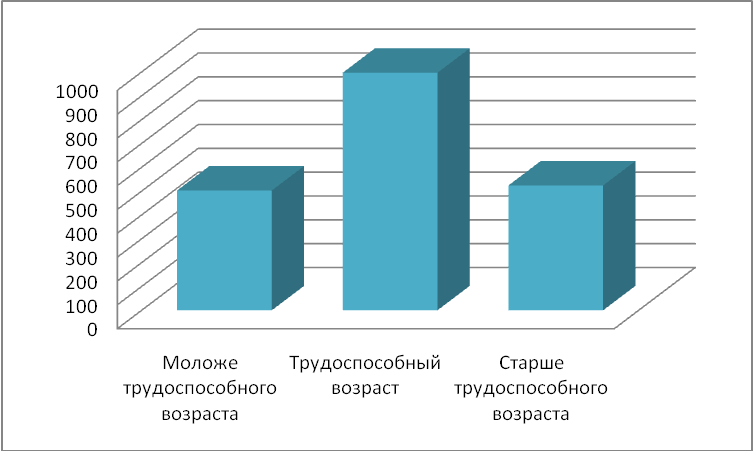 1000
900
800
700
600
500
400
300
200
100
0
Моложе
трудоспособного
возраста
Трудоспособный
возраст
Старше
трудоспособного
возраста